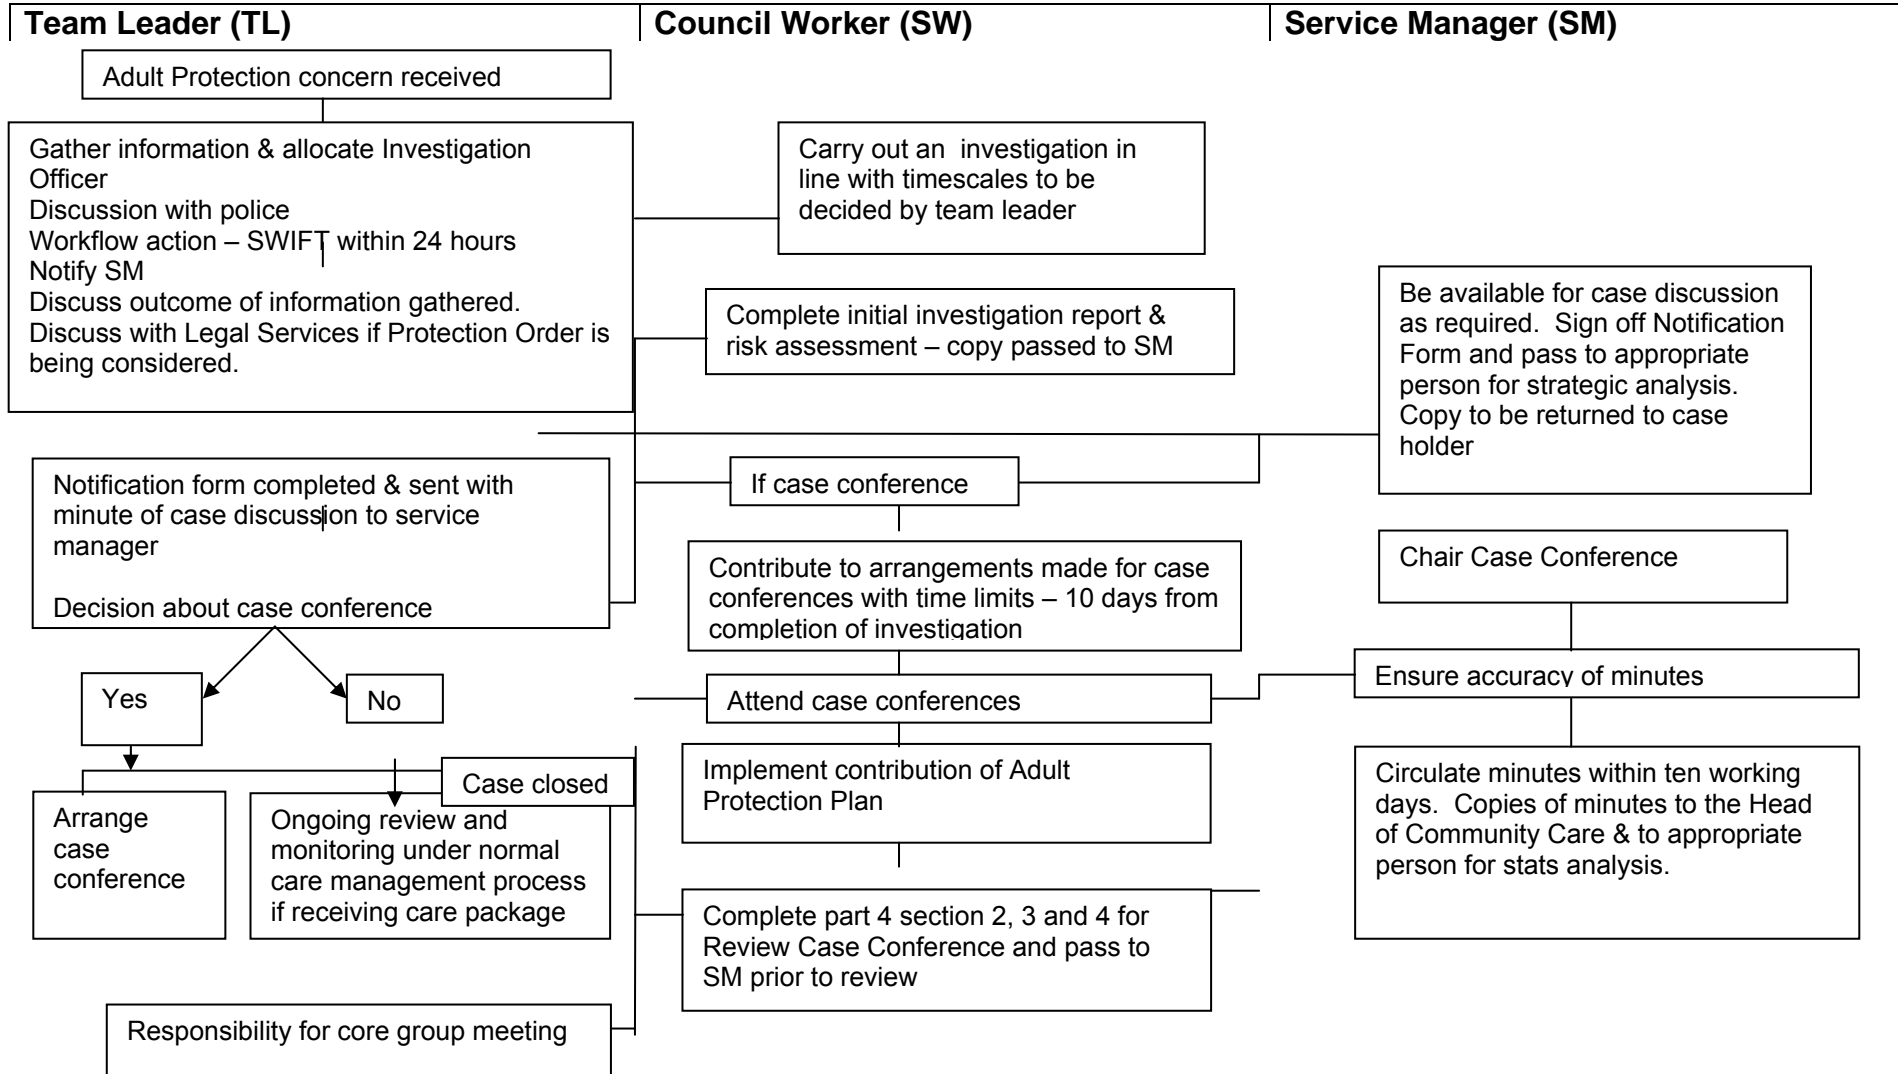 Team Leader (TL)
Council Worker (SW)
Service Manager (SM)
Adult Protection concern received
Gather information & allocate Investigation
Officer
Discussion with police
Workflow action – SWIFT within 24 hours
Notify SM
Discuss outcome of information gathered.
Discuss with Legal Services if Protection Order is
being considered.
Notification form completed & sent with
minute of case discussion to service
manager
Decision about case conference
Yes
No
Case closed
Arrange
case
conference
Ongoing review and
monitoring under normal
care management process
if receiving care package
Responsibility for core group meeting
Carry out an  investigation in
line with timescales to be
decided by team leader
Complete initial investigation report &
risk assessment – copy passed to SM
If case conference
Contribute to arrangements made for case
conferences with time limits – 10 days from
completion of investigation
Attend case conferences
Implement contribution of Adult
Protection Plan
Complete part 4 section 2, 3 and 4 for
Review Case Conference and pass to
SM prior to review
Be available for case discussion
as required.  Sign off Notification
Form and pass to appropriate
person for strategic analysis.
Copy to be returned to case
holder
Chair Case Conference
Ensure accuracy of minutes
Circulate minutes within ten working
days.  Copies of minutes to the Head
of Community Care & to appropriate
person for stats analysis.